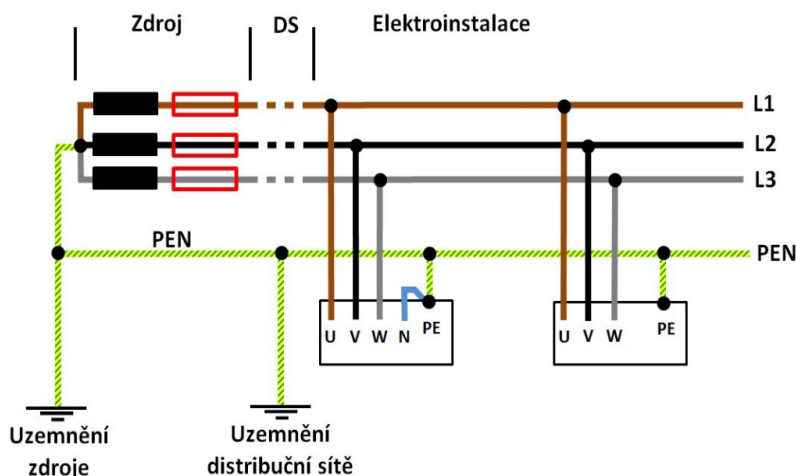 Zdroj DS Elektroinstalace
L1
L2
L3
PEN PEN
U V W N PE U V W PE
Uzemnění zdroje
Uzemnění distribuční sítě